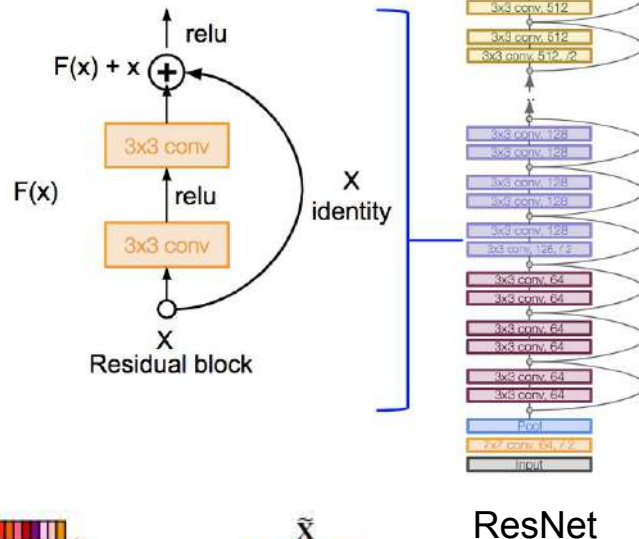 relu
F(x) + x
+
3x3 conv
F(x)
relu
X
identity
3x3 conv
X
Residual block
3x3 conv, 512
3x3 conv, 512
3x3 conv, 512, /2
3x3 conv, 128
3x3 conv, 128
3x3 conv, 128
3x3 conv, 128
3x3 conv, 128
3x3 conv, 128, / 2
3x3 conv, 64
3x3 conv, 64
3x3 conv, 64
3x3 conv, 64
3x3 conv, 64
3x3 conv, 64
Pool
7x7 conv, 64, / 2
Input
X̃
ResNet